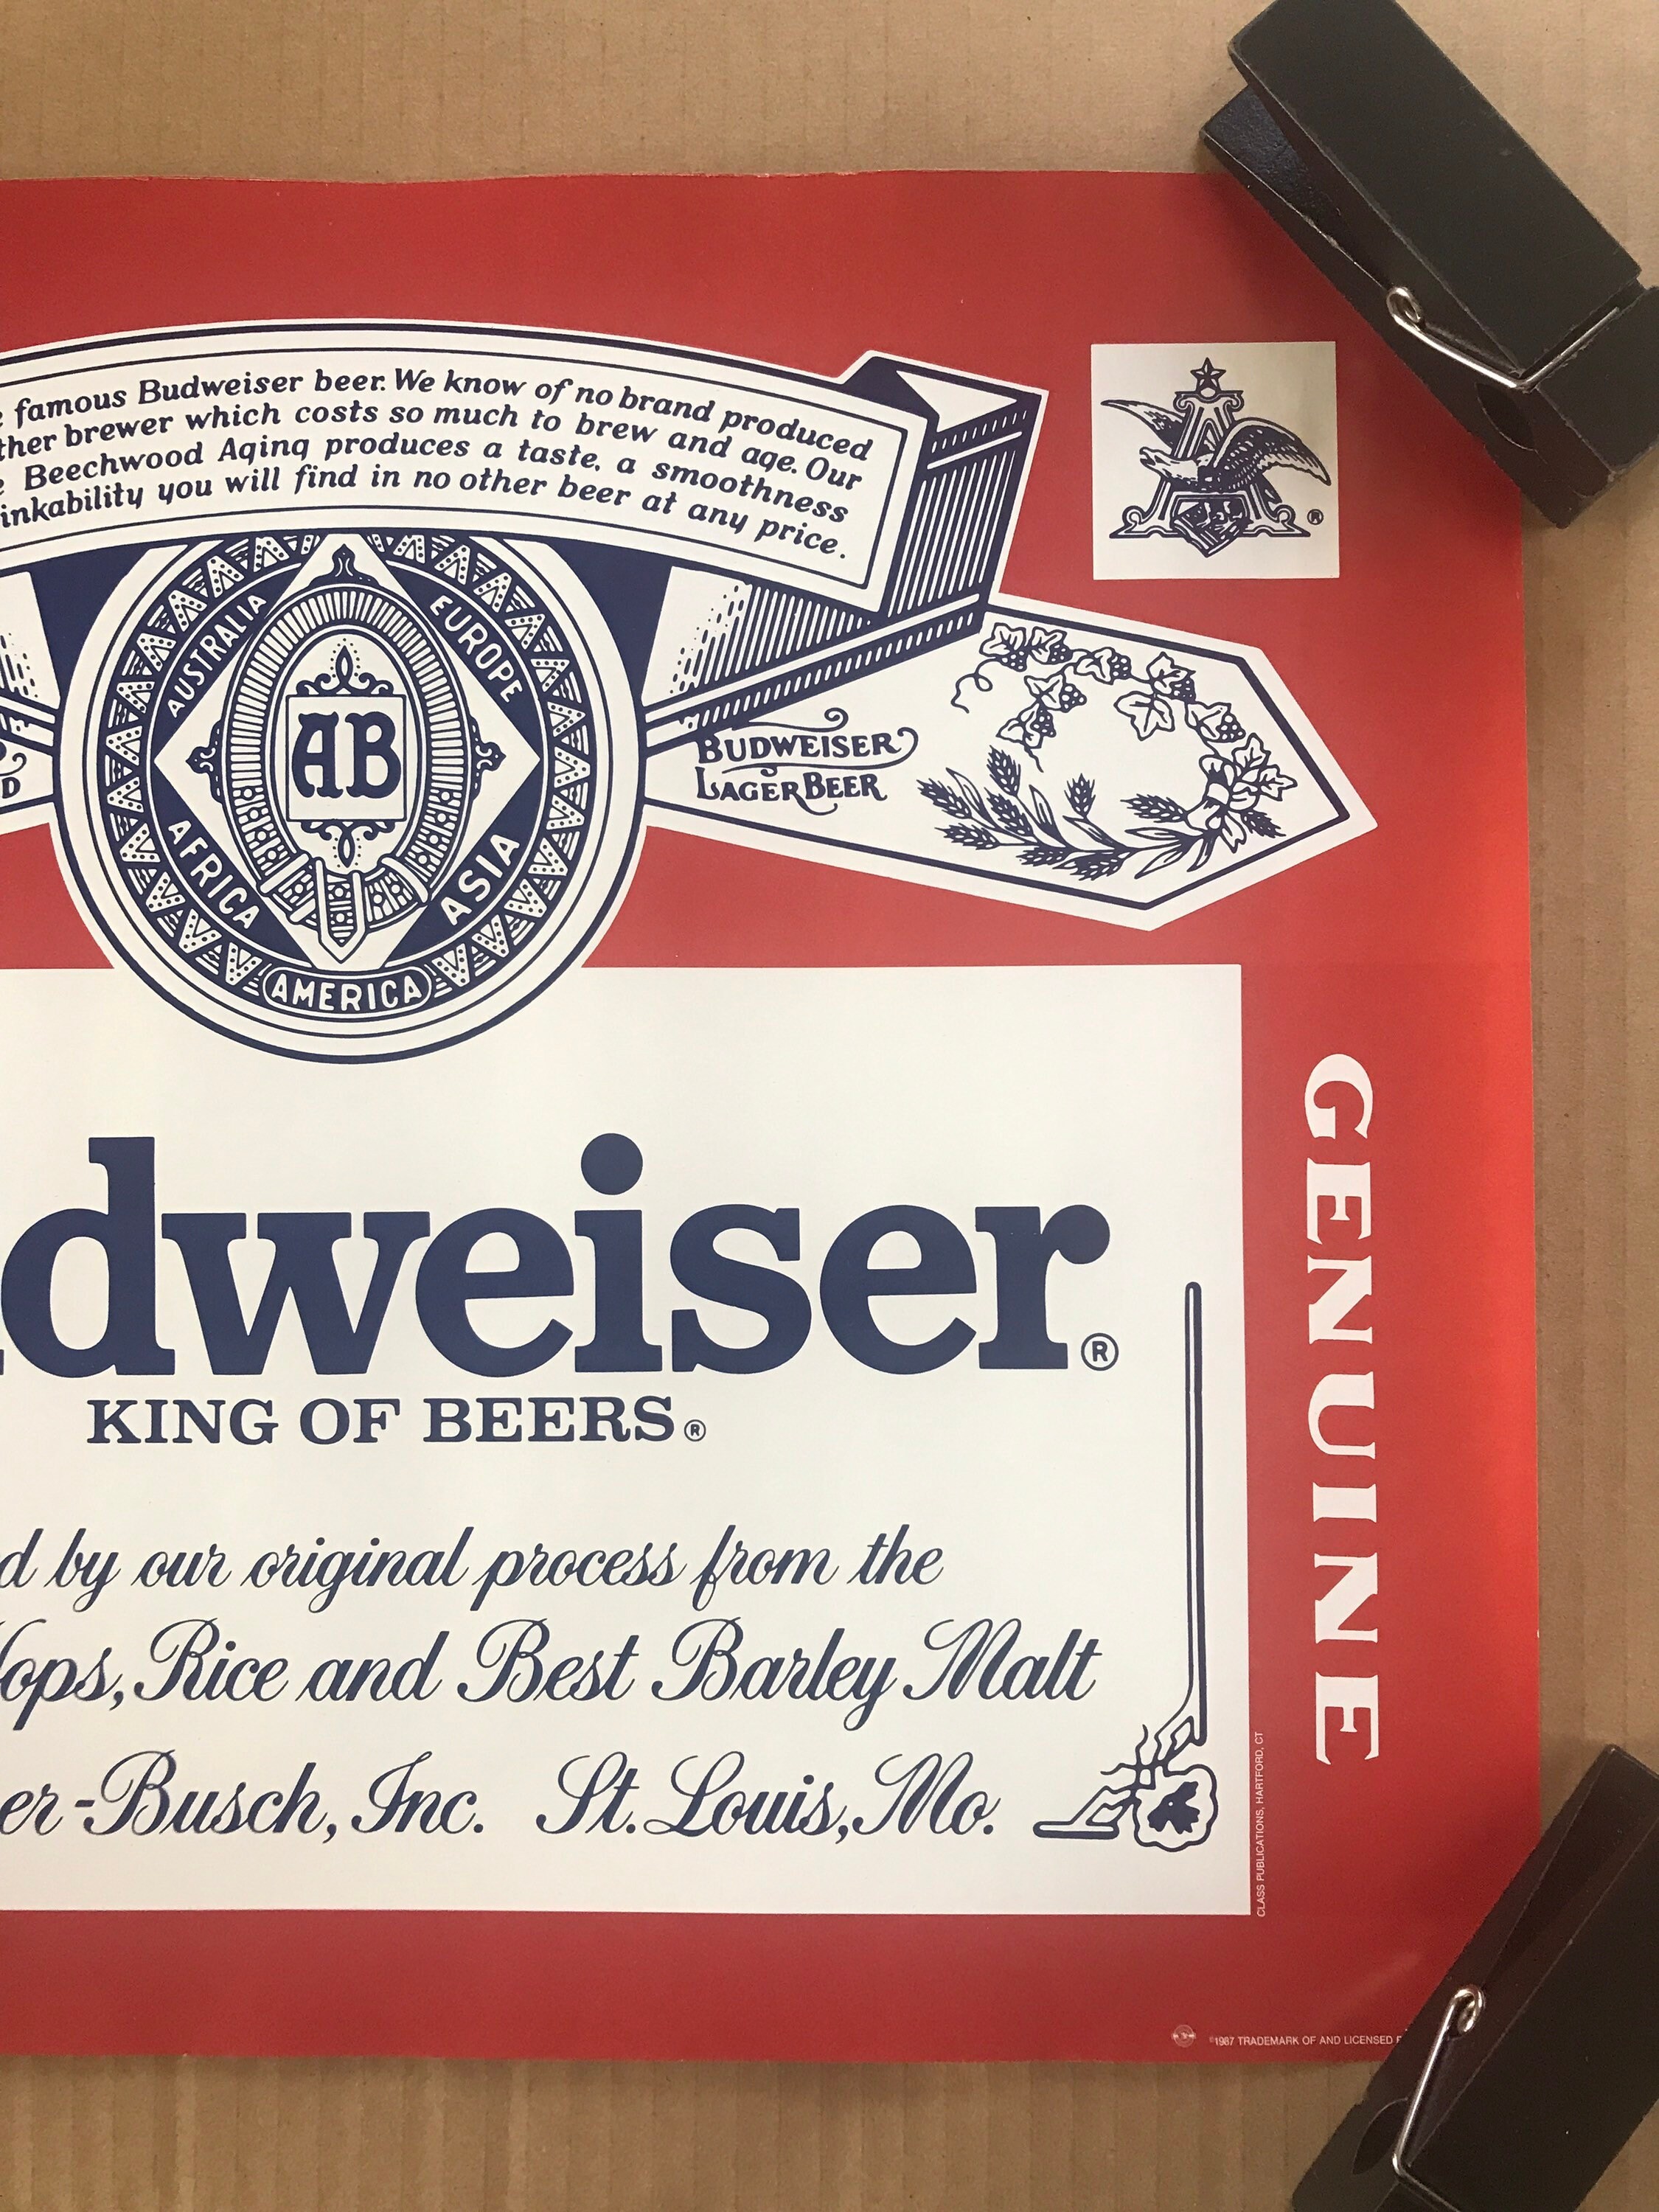 famous Budweiser beer. We know of no brand produced
ther brewer which costs so much to brew and age. Our
Beechwood Aging produces a taste, a smoothness
inkability you will find in no other beer at any price.
®
AUSTRALIA
EUROPE
AB
AFRICA
ASIA
AMERICA
D
BUDWEISER
LAGER BEER
dweiser®
KING OF BEERS®
d by our original process from the
ops, Rice and Best Barley Malt
er-Busch, Inc. St. Louis, Mo.
GENUINE
CLASS PUBLICATIONS, HARTFORD, CT
©1987 TRADEMARK OF AND LICENSED